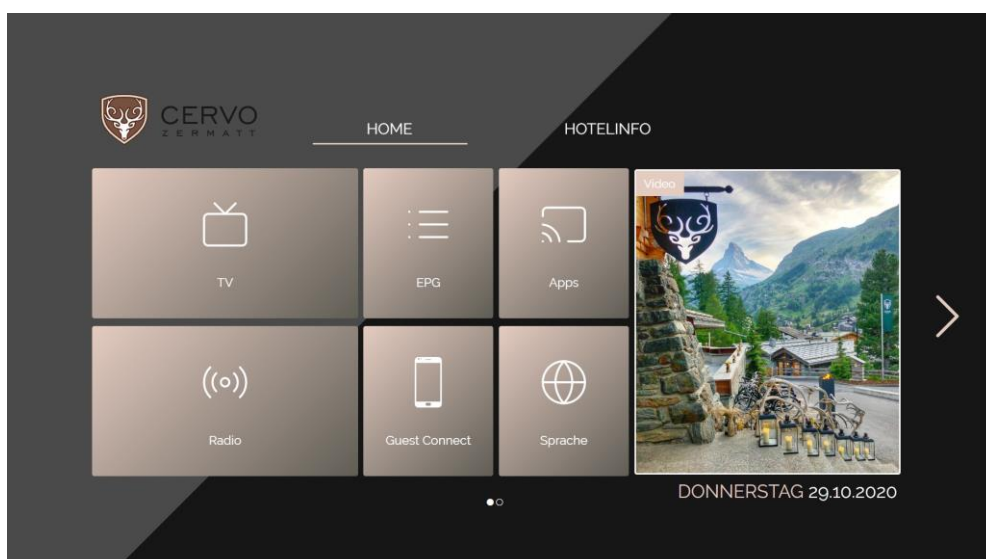 CERVO
ZERMATT
HOME
HOTELINFO
TV
EPG
Apps
Video
Radio
Guest Connect
Sprache
DONNERSTAG 29.10.2020